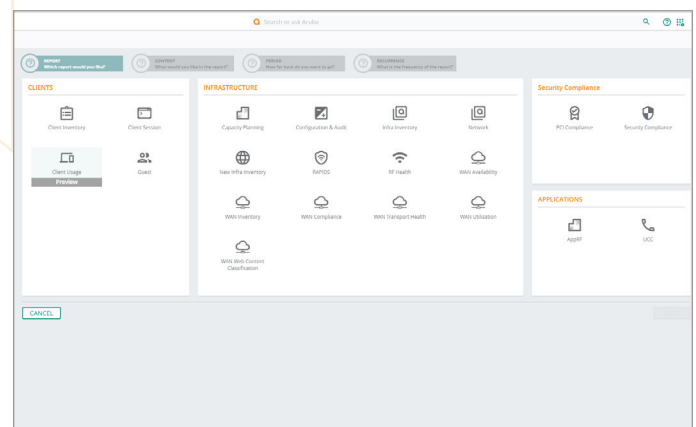 Search or ask Aruba
REPORT
Which report would you like?
CONTENT
What would you like in the report?
PERIOD
How far back do you want to go?
RECURRENCE
What is the frequency of the report?
CLIENTS
Client Inventory
Client Session
Client Usage
Preview
Guest
INFRASTRUCTURE
Capacity Planning
Configuration & Audit
Infra Inventory
Network
New Infra Inventory
RAPIDS
RF Health
WAN Availability
WAN Inventory
WAN Compliance
WAN Transport Health
WAN Utilization
WAN Web Content
Classification
Security Compliance
PCI Compliance
Security Compliance
APPLICATIONS
AppRF
UCC
CANCEL